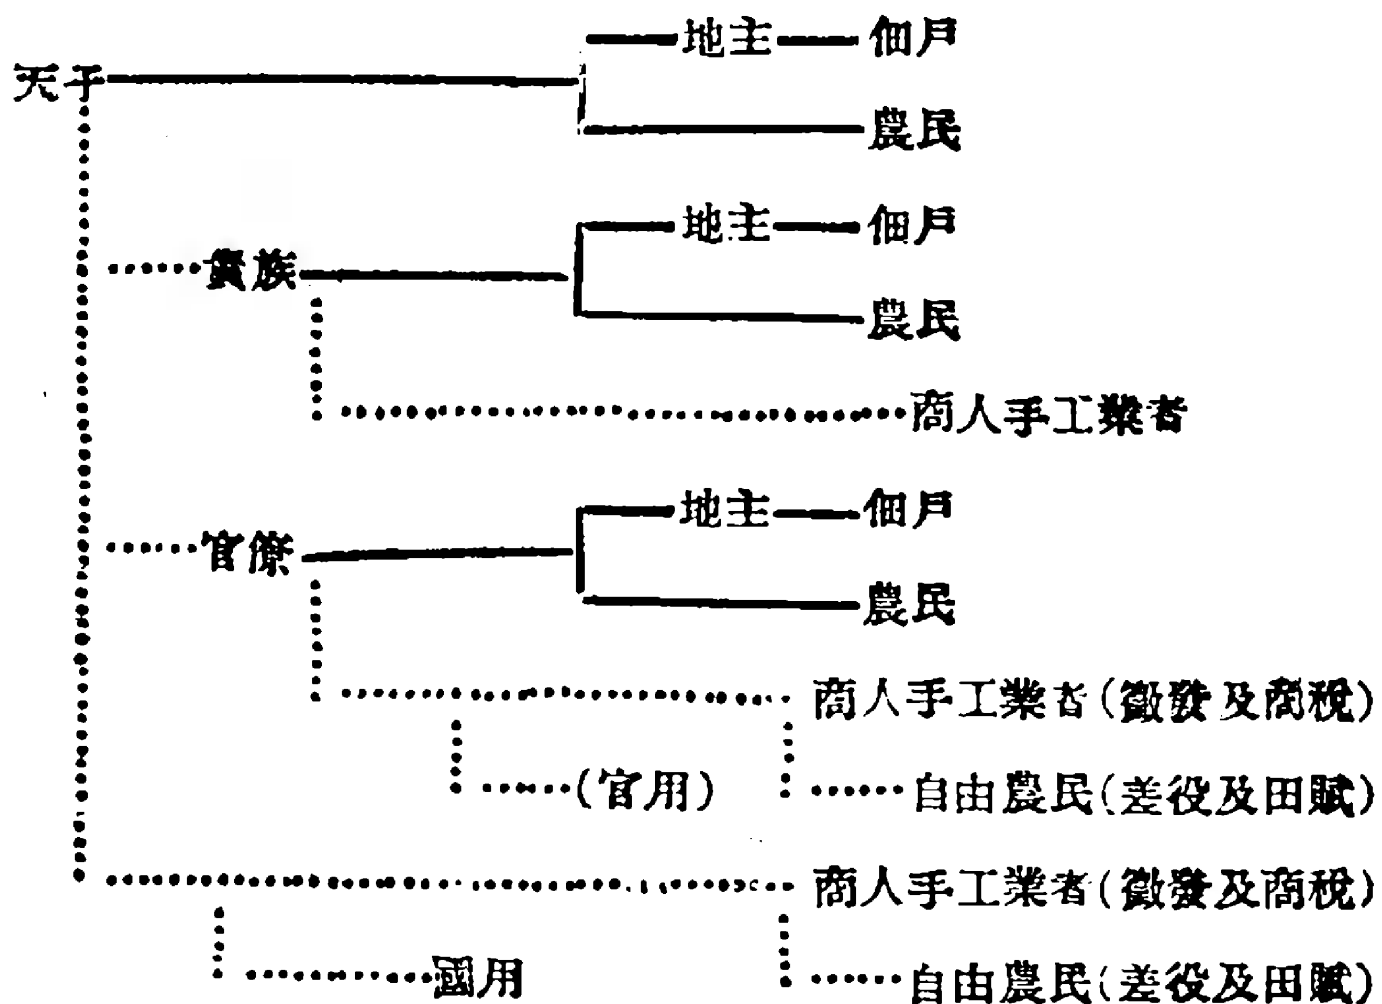 地主 佃戶
天子
農民
地主 佃戶
貴族
農民
商人手工業者
地主 佃戶
官僚
農民
商人手工業者(徵發及商稅)
(官用) 自由農民(差役及田賦)
商人手工業者(徵發及商稅)
國用 自由農民(差役及田賦)